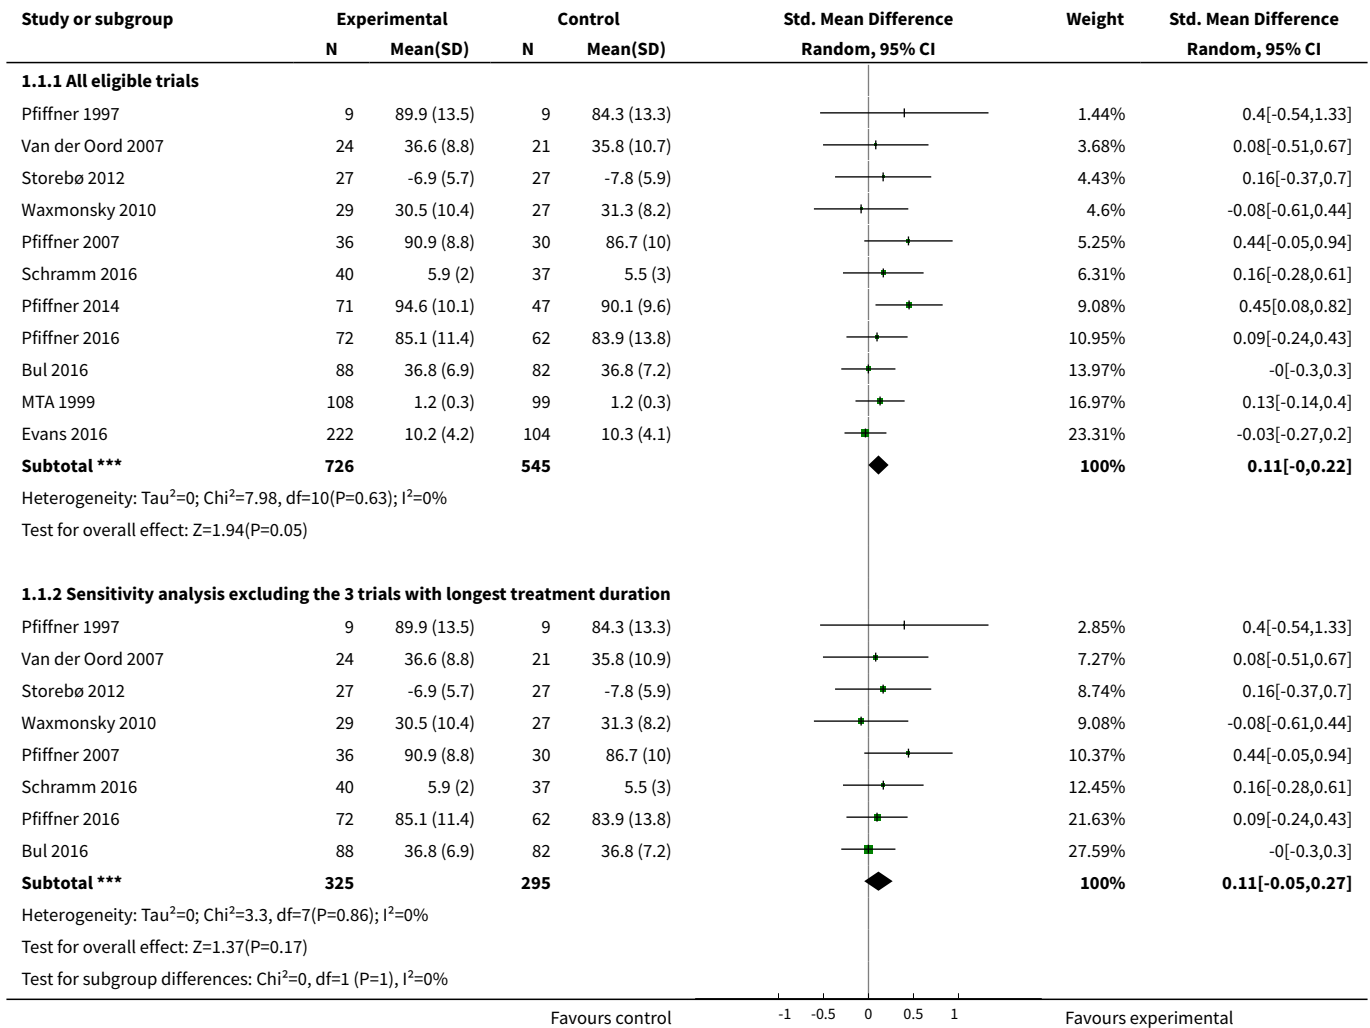 Study or subgroup Experimental Control Std. Mean Difference Weight Std. Mean Difference
N Mean(SD) N Mean(SD) Random, 95% CI Random, 95% CI
1.1.1 All eligible trials
Pfiffner 1997 9 89.9 (13.5) 9 84.3 (13.3) 1.44% 0.4[-0.54,1.33]
Van der Oord 2007 24 36.6 (8.8) 21 35.8 (10.7) 3.68% 0.08[-0.51,0.67]
Storebø 2012 27 -6.9 (5.7) 27 -7.8 (5.9) 4.43% 0.16[-0.37,0.7]
Waxmonsky 2010 29 30.5 (10.4) 27 31.3 (8.2) 4.6% -0.08[-0.61,0.44]
Pfiffner 2007 36 90.9 (8.8) 30 86.7 (10) 5.25% 0.44[-0.05,0.94]
Schramm 2016 40 5.9 (2) 37 5.5 (3) 6.31% 0.16[-0.28,0.61]
Pfiffner 2014 71 94.6 (10.1) 47 90.1 (9.6) 9.08% 0.45[0.08,0.82]
Pfiffner 2016 72 85.1 (11.4) 62 83.9 (13.8) 10.95% 0.09[-0.24,0.43]
Bul 2016 88 36.8 (6.9) 82 36.8 (7.2) 13.97% -0[-0.3,0.3]
MTA 1999 108 1.2 (0.3) 99 1.2 (0.3) 16.97% 0.13[-0.14,0.4]
Evans 2016 222 10.2 (4.2) 104 10.3 (4.1) 23.31% -0.03[-0.27,0.2]
Subtotal *** 726 545 100% 0.11[-0,0.22]
Heterogeneity: Tau²=0; Chi²=7.98, df=10(P=0.63); I²=0%
Test for overall effect: Z=1.94(P=0.05)
1.1.2 Sensitivity analysis excluding the 3 trials with longest treatment duration
Pfiffner 1997 9 89.9 (13.5) 9 84.3 (13.3) 2.85% 0.4[-0.54,1.33]
Van der Oord 2007 24 36.6 (8.8) 21 35.8 (10.9) 7.27% 0.08[-0.51,0.67]
Storebø 2012 27 -6.9 (5.7) 27 -7.8 (5.9) 8.74% 0.16[-0.37,0.7]
Waxmonsky 2010 29 30.5 (10.4) 27 31.3 (8.2) 9.08% -0.08[-0.61,0.44]
Pfiffner 2007 36 90.9 (8.8) 30 86.7 (10) 10.37% 0.44[-0.05,0.94]
Schramm 2016 40 5.9 (2) 37 5.5 (3) 12.45% 0.16[-0.28,0.61]
Pfiffner 2016 72 85.1 (11.4) 62 83.9 (13.8) 21.63% 0.09[-0.24,0.43]
Bul 2016 88 36.8 (6.9) 82 36.8 (7.2) 27.59% -0[-0.3,0.3]
Subtotal *** 325 295 100% 0.11[-0.05,0.27]
Heterogeneity: Tau²=0; Chi²=3.3, df=7(P=0.86); I²=0%
Test for overall effect: Z=1.37(P=0.17)
Test for subgroup differences: Chi²=0, df=1 (P=1), I²=0%
Favours control -1 -0.5 0 0.5 1 Favours experimental